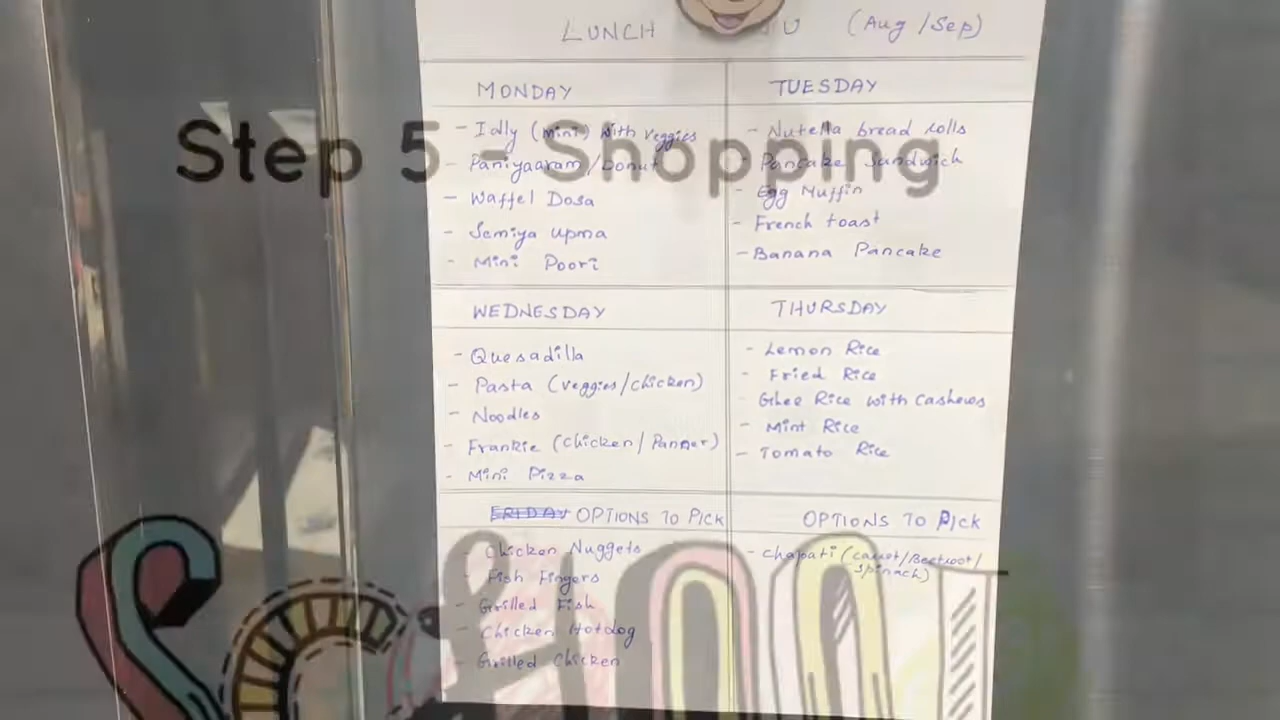 LUNCH U (Aug / Sep)
Step 5 - Shopping
MONDAY
- Idly (mini) with veggies
- Paniyaaram / Donut
- Waffel Dosa
- Semiya upma
- Mini Poori
TUESDAY
- Nutella bread rolls
- Pancake Sandwich
- Egg Muffin
- French toast
- Banana Pancake
WEDNESDAY
- Quesadilla
- Pasta (veggies/chicken)
- Noodles
- Frankie (chicken/Panner)
- Mini Pizza
THURSDAY
- Lemon Rice
- Fried Rice
- Ghee Rice with cashews
- Mint Rice
- Tomato Rice
FRIDAY OPTIONS TO PICK
- Chicken Nuggets
- Fish Fingers
- Grilled Fish
- Chicken Hotdog
- Grilled Chicken
OPTIONS TO PICK
- Chapati (carrot/Beetroot/
spinach)